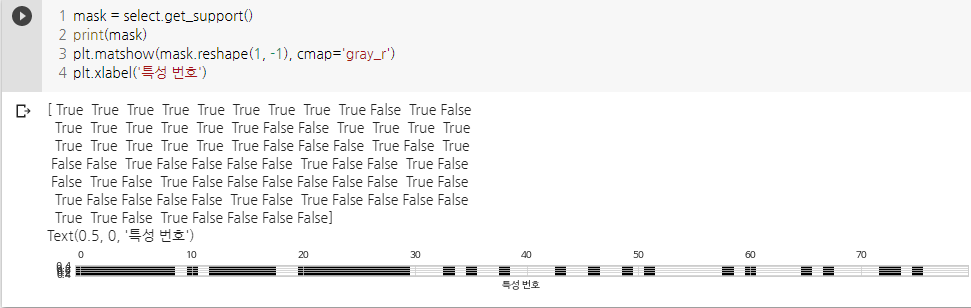 1 mask = select.get_support()
2 print(mask)
3 plt.matshow(mask.reshape(1, -1), cmap='gray_r')
4 plt.xlabel('특성 번호')
[ True True True True True True True True True False True False
True True True True True True False False True True True True
True True True True True True False False False True False True
False False True False False False False True False False True False
False True False True False False False False False False True False
True False False False False True False True False False False False
True True False True False False False False]
Text(0.5, 0, '특성 번호')
0 10 20 30 40 50 60 70
특성 번호